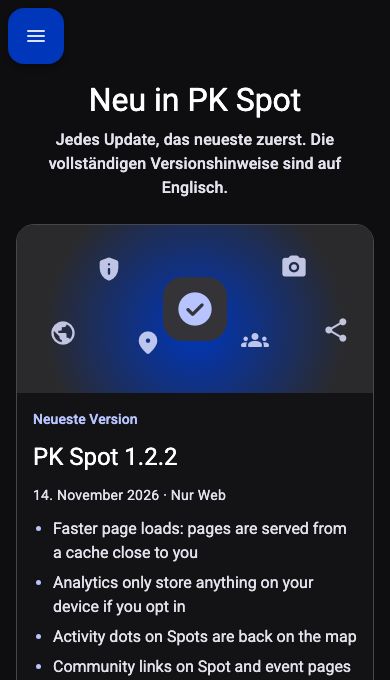 Neu in PK Spot
Jedes Update, das neueste zuerst. Die
vollständigen Versionshinweise sind auf
Englisch.
Neueste Version
PK Spot 1.2.2
14. November 2026 · Nur Web
• Faster page loads: pages are served from
a cache close to you
• Analytics only store anything on your
device if you opt in
• Activity dots on Spots are back on the map
• Community links on Spot and event pages